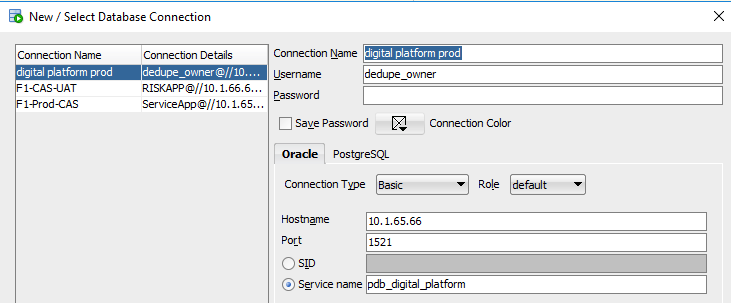 New / Select Database Connection
Connection Name Connection Details
digital platform prod dedupe_owner@//10....
F1-CAS-UAT RISKAPP@//10.1.66.6...
F1-Prod-CAS ServiceApp@//10.1.65...
Connection Name digital platform prod
Username dedupe_owner
Password
Save Password Connection Color
Oracle PostgreSQL
Connection Type Basic Role default
Hostname 10.1.65.66
Port 1521
SID
Service name pdb_digital_platform